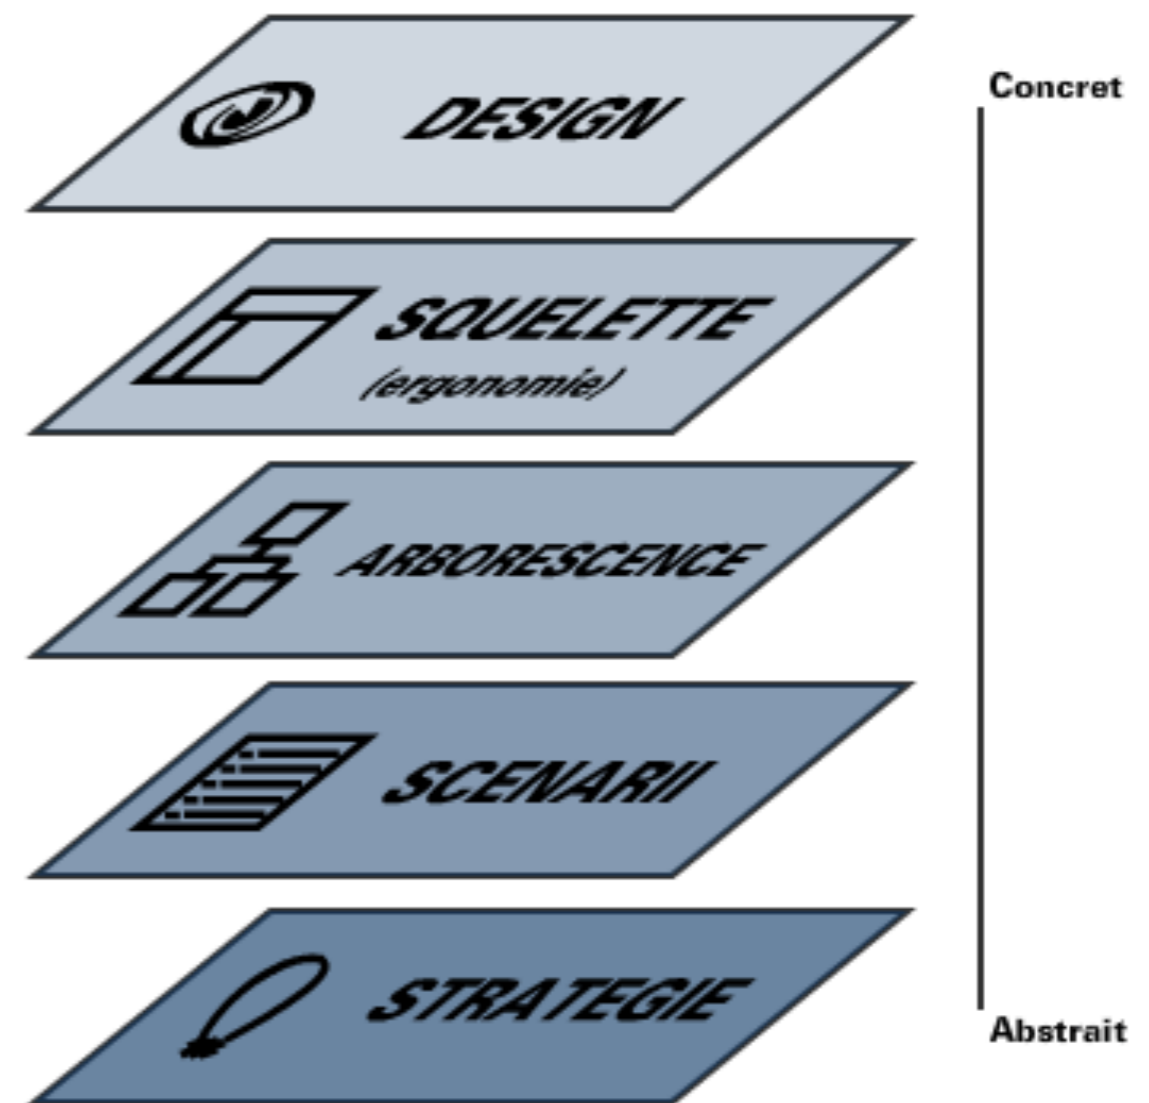 Concret
DESIGN
SQUELETTE
(ergonomie)
ARBORESCENCE
SCENARII
STRATEGIE
Abstrait